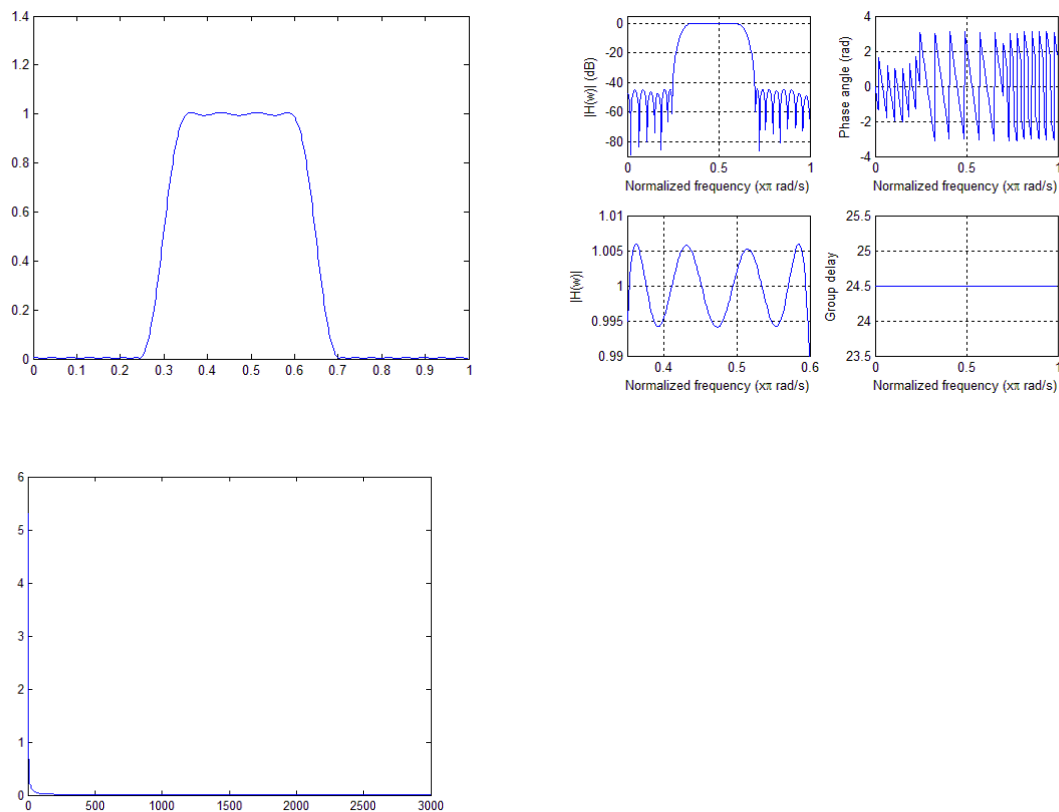 1.4
1.2
1
0.8
0.6
0.4
0.2
0
0 0.1 0.2 0.3 0.4 0.5 0.6 0.7 0.8 0.9 1
|H(w)| (dB)
0
-20
-40
-60
-80
0 0.5 1
Normalized frequency (xπ rad/s)
Phase angle (rad)
4
2
0
-2
-4
0 0.5 1
Normalized frequency (xπ rad/s)
|H(w)|
1.01
1.005
1
0.995
0.99
0.4 0.5 0.6
Normalized frequency (xπ rad/s)
Group delay
25.5
25
24.5
24
23.5
0 0.5 1
Normalized frequency (xπ rad/s)
6
5
4
3
2
1
0
0 500 1000 1500 2000 2500 3000